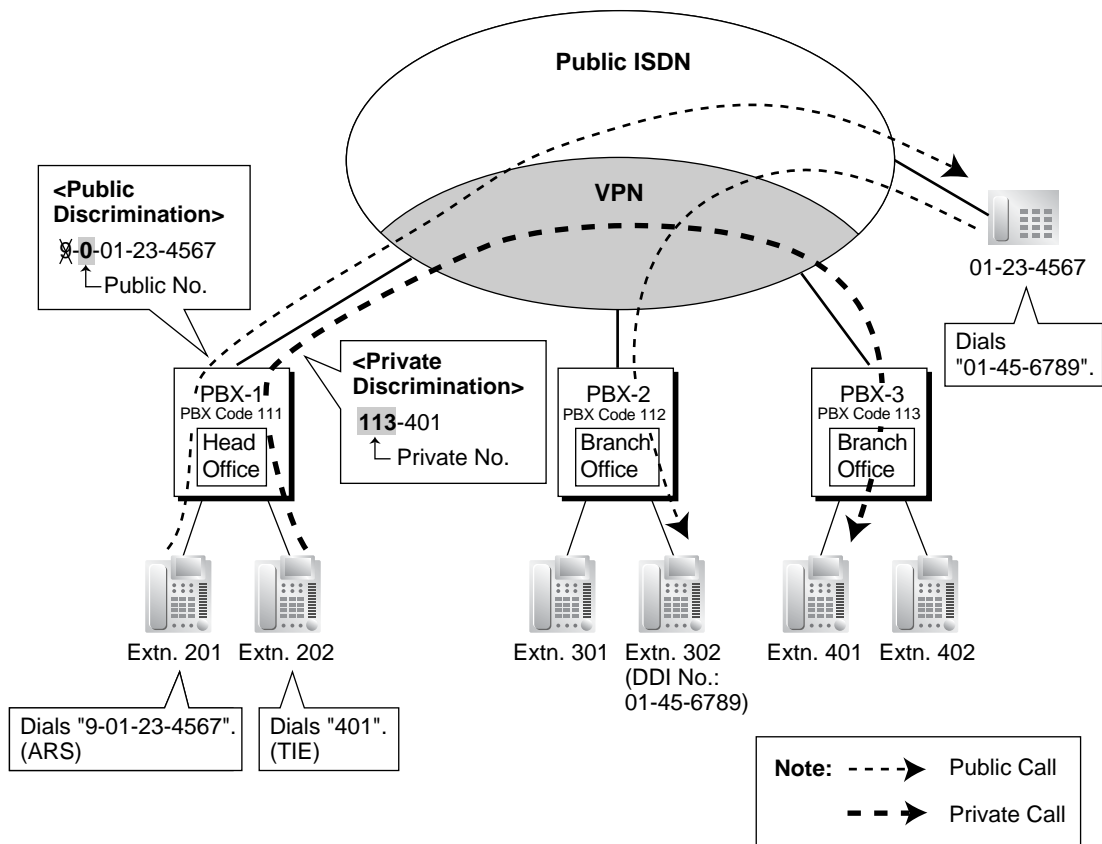 Public ISDN
VPN
<Public
Discrimination>
9-0-01-23-4567
Public No.
01-23-4567
Dials
"01-45-6789".
<Private
Discrimination>
113-401
Private No.
PBX-1
PBX Code 111
Head
Office
PBX-2
PBX Code 112
Branch
Office
PBX-3
PBX Code 113
Branch
Office
Extn. 201
Extn. 202
Extn. 301
Extn. 302
(DDI No.:
01-45-6789)
Extn. 401
Extn. 402
Dials "9-01-23-4567".
(ARS)
Dials "401".
(TIE)
Note:
Public Call
Private Call